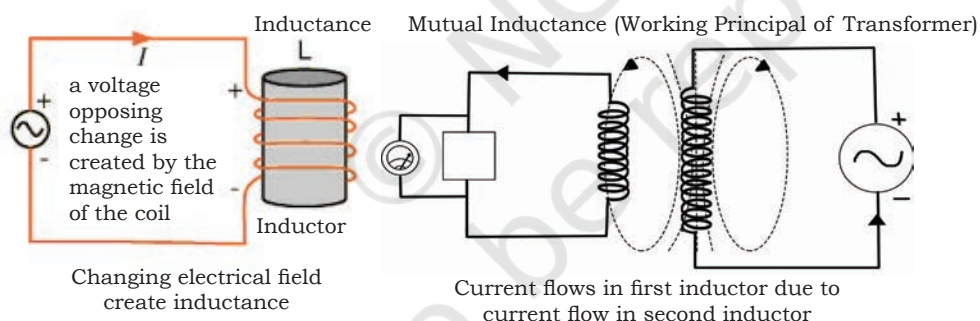 Inductance
L
I
+
-
a voltage
opposing
change is
created by the
magnetic field
of the coil
+
-
Inductor
Changing electrical field
create inductance
Mutual Inductance (Working Principal of Transformer)
+
–
Current flows in first inductor due to
current flow in second inductor